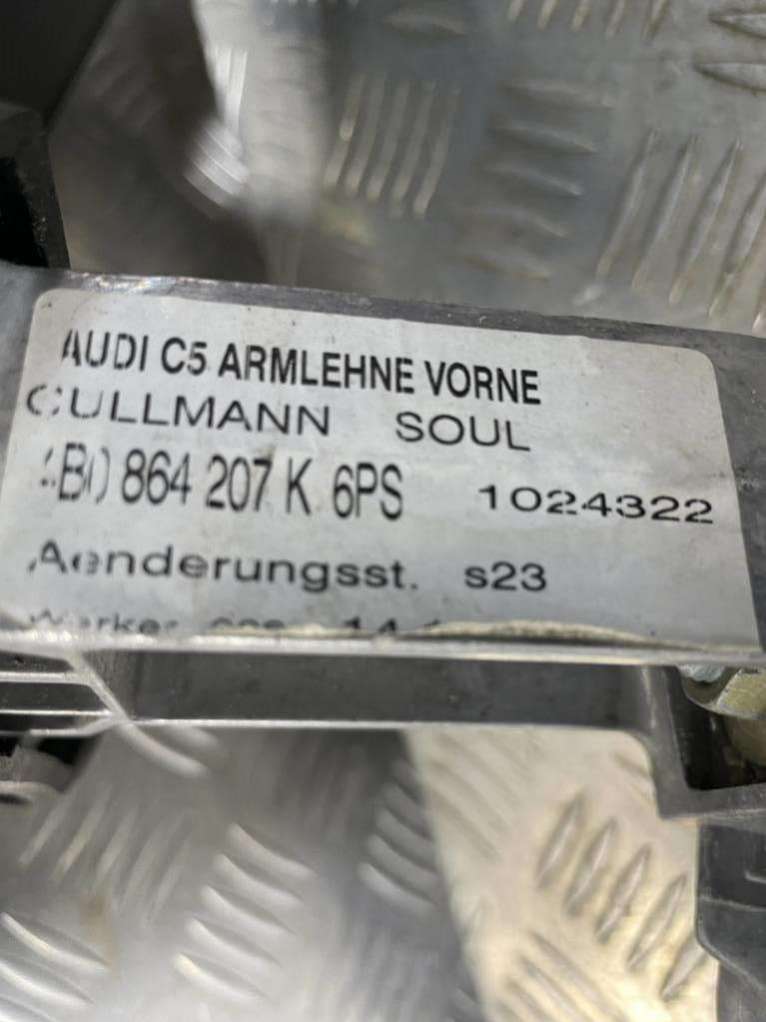 AUDI C5 ARMLEHNE VORNE
CULLMANN SOUL
4B0 864 207 K 6PS 1024322
Aenderungsst. s23